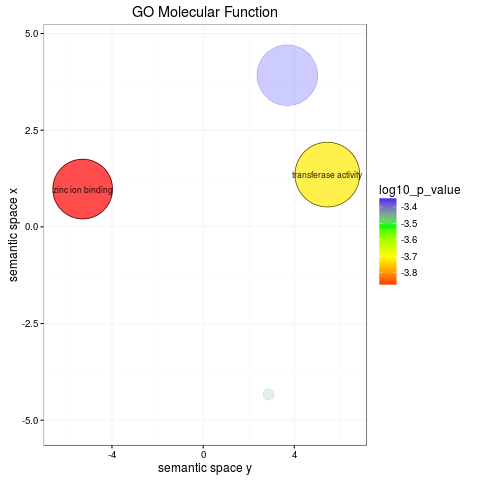 GO Molecular Function
5.0
2.5
0.0
-2.5
-5.0
semantic space x
zinc ion binding
transferase activity
-4
0
4
semantic space y
log10_p_value
-3.4
-3.5
-3.6
-3.7
-3.8